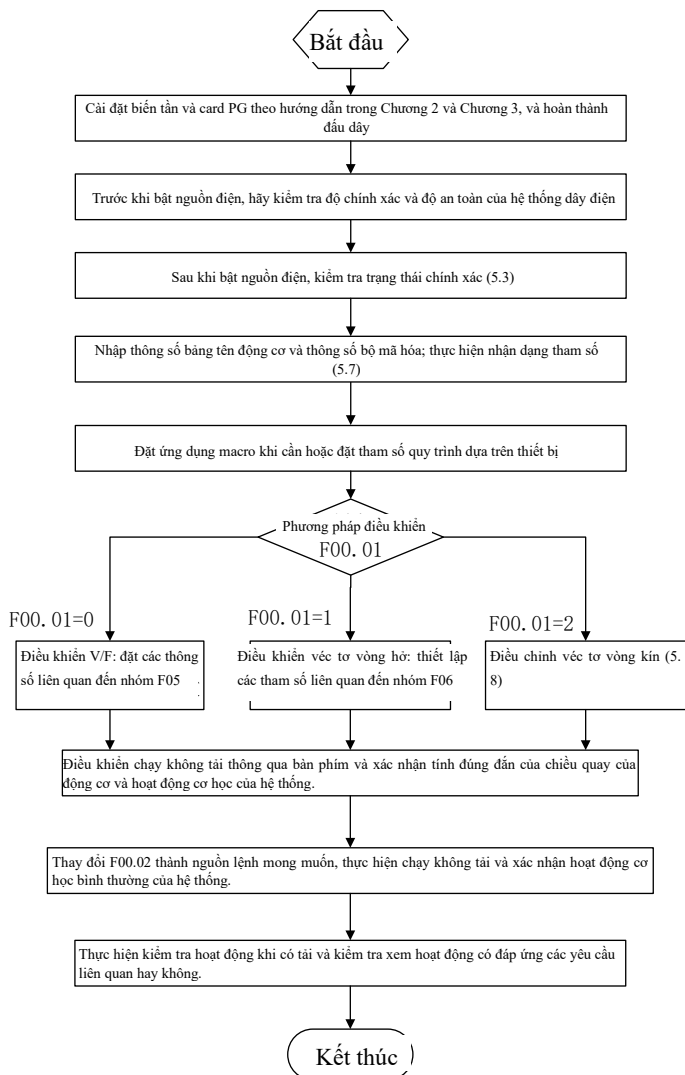 Bắt đầu
Cài đặt biến tần và card PG theo hướng dẫn trong Chương 2 và Chương 3, và hoàn thành
đấu dây
Trước khi bật nguồn điện, hãy kiểm tra độ chính xác và độ an toàn của hệ thống dây điện
Sau khi bật nguồn điện, kiểm tra trạng thái chính xác (5.3)
Nhập thông số bảng tên động cơ và thông số bộ mã hóa; thực hiện nhận dạng tham số
(5.7)
Đặt ứng dụng macro khi cần hoặc đặt tham số quy trình dựa trên thiết bị
Phương pháp điều khiển
F00.01
F00.01=0
F00.01=1
F00.01=2
Điều khiển V/F: đặt các thông
số liên quan đến nhóm F05
Điều khiển véc tơ vòng hở: thiết lập
các tham số liên quan đến nhóm F06
Điều chỉnh véc tơ vòng kín (5.
8)
Điều khiển chạy không tải thông qua bàn phím và xác nhận tính đúng đắn của chiều quay của
động cơ và hoạt động cơ học của hệ thống.
Thay đổi F00.02 thành nguồn lệnh mong muốn, thực hiện chạy không tải và xác nhận hoạt động cơ
học bình thường của hệ thống.
Thực hiện kiểm tra hoạt động khi có tải và kiểm tra xem hoạt động có đáp ứng các yêu cầu
liên quan hay không.
Kết thúc